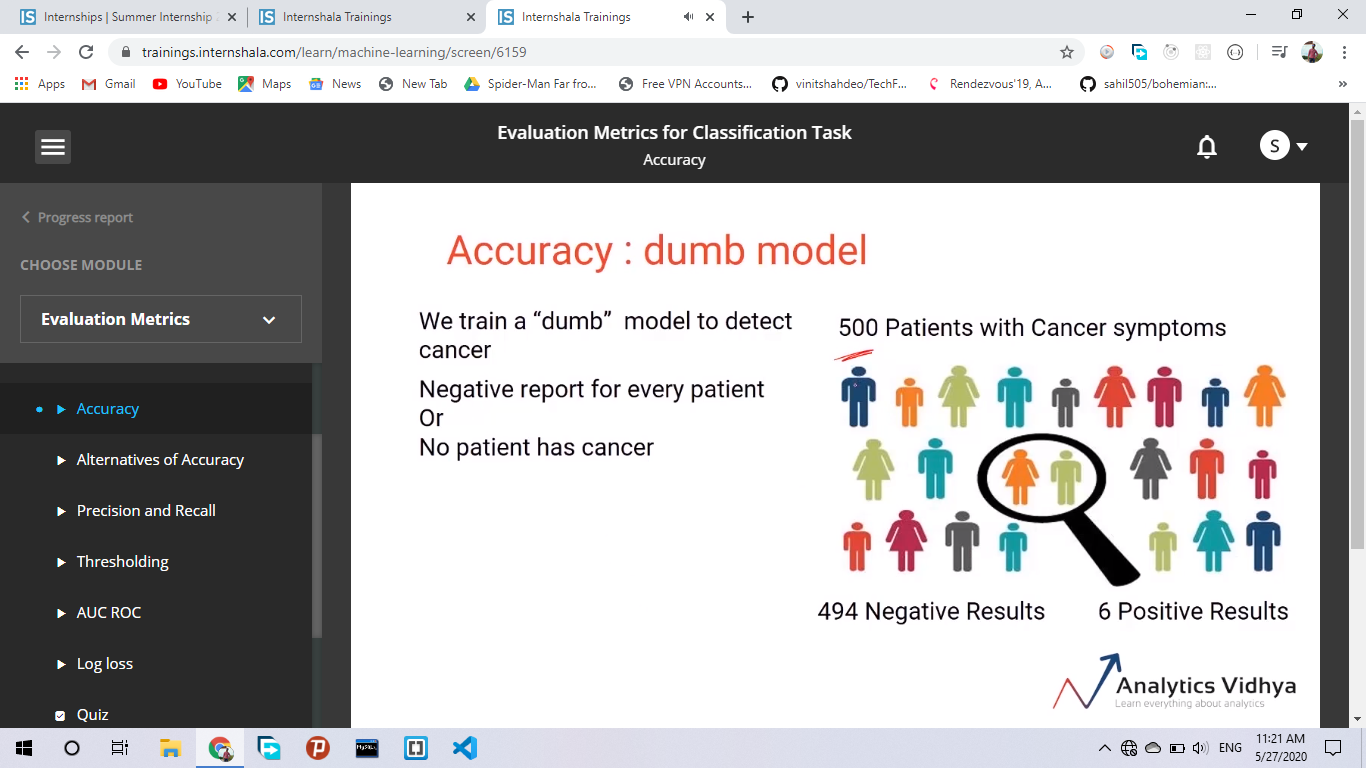 Internships | Summer Internship
Internshala Trainings
Internshala Trainings
trainings.internshala.com/learn/machine-learning/screen/6159
Apps
Gmail
YouTube
Maps
News
New Tab
Spider-Man Far fro...
Free VPN Accounts...
vinitshahdeo/TechF...
Rendezvous'19, A...
sahil505/bohemian:...
»
Evaluation Metrics for Classification Task
Accuracy
S
Progress report
CHOOSE MODULE
Evaluation Metrics
Accuracy
Alternatives of Accuracy
Precision and Recall
Thresholding
AUC ROC
Log loss
Quiz
Accuracy : dumb model
We train a “dumb” model to detect
cancer
Negative report for every patient
Or
No patient has cancer
500 Patients with Cancer symptoms
494 Negative Results
6 Positive Results
Analytics Vidhya
Learn everything about analytics
ENG
11:21 AM
5/27/2020